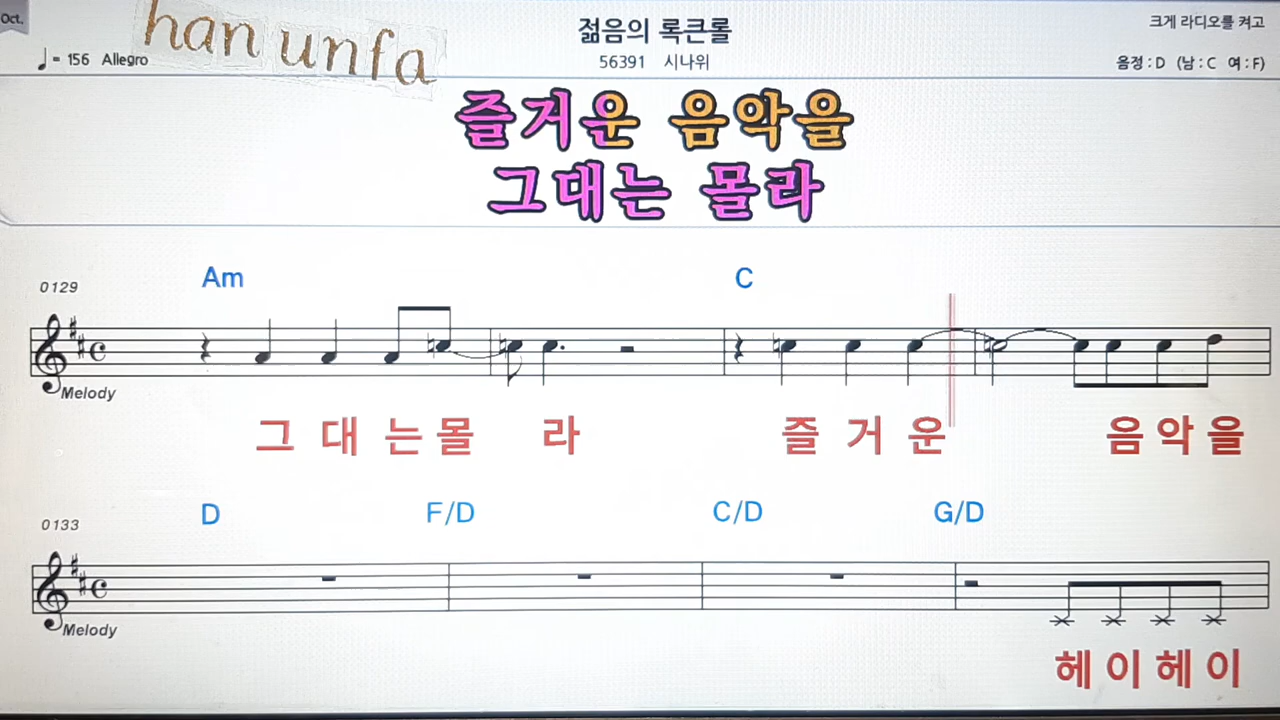 Oct.
han unfa
♩= 156 Allegro
젊음의 록큰롤
56391 시나위
크게 라디오를 켜고
음정 : D (남 : C 여 : F)
즐거운 음악을
그대는 몰라
Am C
0129
Melody
그 대 는 몰 라 즐 거 운 음 악 을
D F/D C/D G/D
0133
Melody
헤 이 헤 이